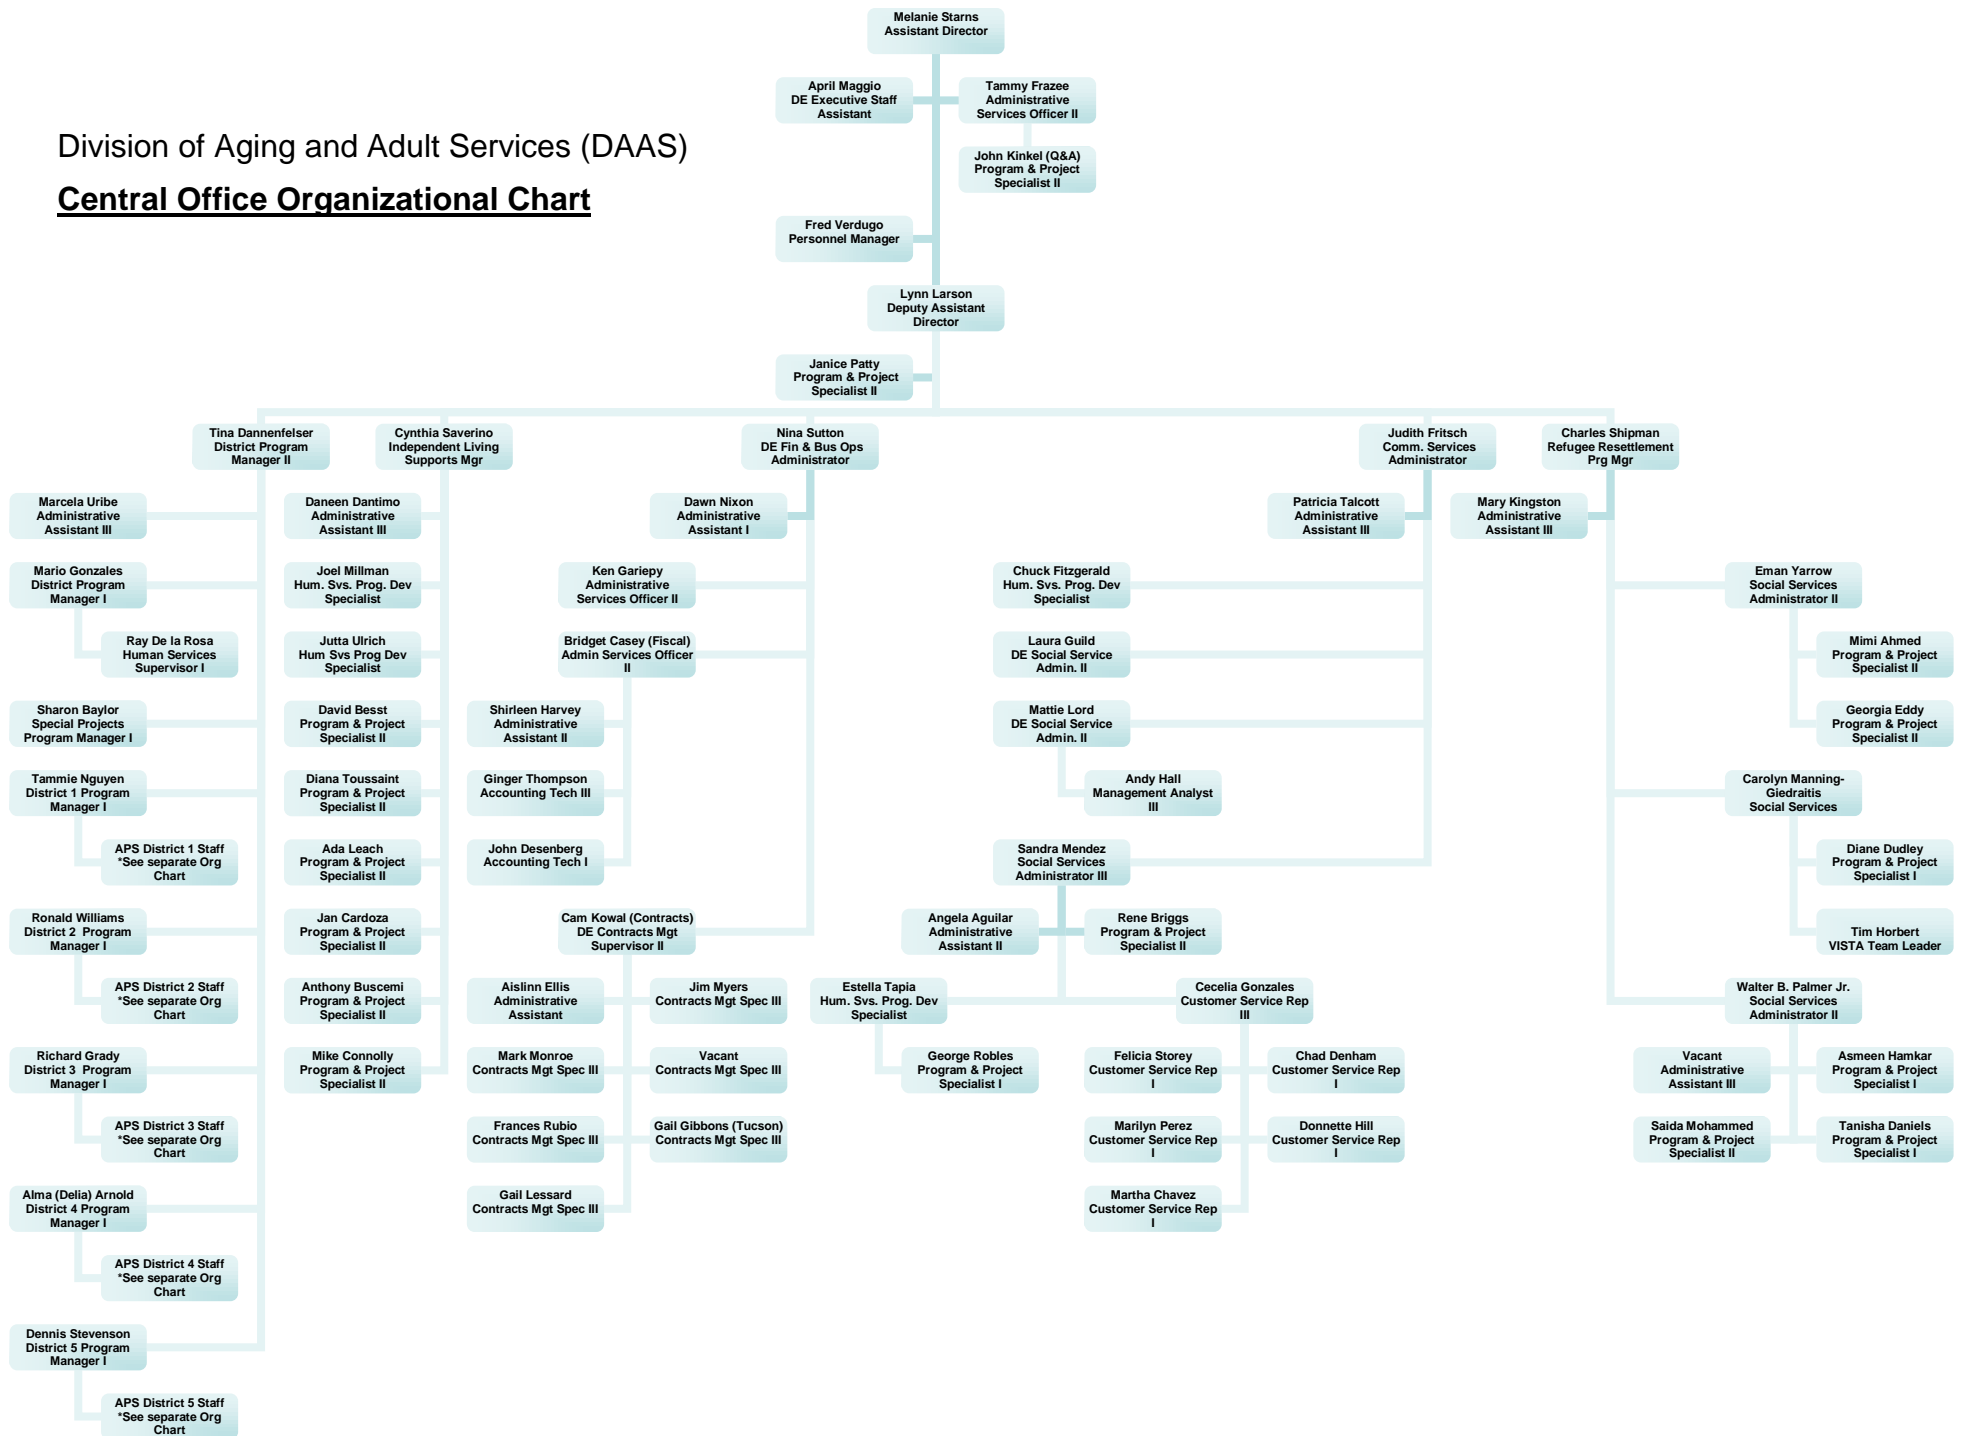 Melanie Starns
Assistant Director
April Maggio
DE Executive Staff
Assistant
Tammy Frazee
Administrative
Services Officer II
Division of Aging and Adult Services (DAAS)
Central Office Organizational Chart
John Kinkel (Q&A)
Program & Project
Specialist II
Fred Verdugo
Personnel Manager
Lynn Larson
Deputy Assistant
Director
Janice Patty
Program & Project
Specialist II
Tina Dannenfelser
District Program
Manager II
Cynthia Saverino
Independent Living
Supports Mgr
Nina Sutton
DE Fin & Bus Ops
Administrator
Judith Fritsch
Comm. Services
Administrator
Charles Shipman
Refugee Resettlement
Prg Mgr
Marcela Uribe
Administrative
Assistant III
Mario Gonzales
District Program
Manager I
Ray De la Rosa
Human Services
Supervisor I
Sharon Baylor
Special Projects
Program Manager I
Tammie Nguyen
District 1 Program
Manager I
APS District 1 Staff
*See separate Org
Chart
Ronald Williams
District 2  Program
Manager I
APS District 2 Staff
*See separate Org
Chart
Richard Grady
District 3  Program
Manager I
APS District 3 Staff
*See separate Org
Chart
Alma (Delia) Arnold
District 4 Program
Manager I
APS District 4 Staff
*See separate Org
Chart
Dennis Stevenson
District 5 Program
Manager I
APS District 5 Staff
*See separate Org
Chart
Daneen Dantimo
Administrative
Assistant III
Joel Millman
Hum. Svs. Prog. Dev
Specialist
Jutta Ulrich
Hum Svs Prog Dev
Specialist
David Besst
Program & Project
Specialist II
Diana Toussaint
Program & Project
Specialist II
Ada Leach
Program & Project
Specialist II
Jan Cardoza
Program & Project
Specialist II
Anthony Buscemi
Program & Project
Specialist II
Mike Connolly
Program & Project
Specialist II
Dawn Nixon
Administrative
Assistant I
Ken Gariepy
Administrative
Services Officer II
Bridget Casey (Fiscal)
Admin Services Officer
II
Shirleen Harvey
Administrative
Assistant II
Ginger Thompson
Accounting Tech III
John Desenberg
Accounting Tech I
Cam Kowal (Contracts)
DE Contracts Mgt
Supervisor II
Aislinn Ellis
Administrative
Assistant
Jim Myers
Contracts Mgt Spec III
Mark Monroe
Contracts Mgt Spec III
Vacant
Contracts Mgt Spec III
Frances Rubio
Contracts Mgt Spec III
Gail Gibbons (Tucson)
Contracts Mgt Spec III
Gail Lessard
Contracts Mgt Spec III
Patricia Talcott
Administrative
Assistant III
Chuck Fitzgerald
Hum. Svs. Prog. Dev
Specialist
Laura Guild
DE Social Service
Admin. II
Mattie Lord
DE Social Service
Admin. II
Andy Hall
Management Analyst
III
Sandra Mendez
Social Services
Administrator III
Angela Aguilar
Administrative
Assistant II
Rene Briggs
Program & Project
Specialist II
Estella Tapia
Hum. Svs. Prog. Dev
Specialist
George Robles
Program & Project
Specialist I
Cecelia Gonzales
Customer Service Rep
III
Felicia Storey
Customer Service Rep
I
Chad Denham
Customer Service Rep
I
Marilyn Perez
Customer Service Rep
I
Donnette Hill
Customer Service Rep
I
Martha Chavez
Customer Service Rep
I
Mary Kingston
Administrative
Assistant III
Eman Yarrow
Social Services
Administrator II
Mimi Ahmed
Program & Project
Specialist II
Georgia Eddy
Program & Project
Specialist II
Carolyn Manning-
Giedraitis
Social Services
Diane Dudley
Program & Project
Specialist I
Tim Horbert
VISTA Team Leader
Walter B. Palmer Jr.
Social Services
Administrator II
Vacant
Administrative
Assistant III
Asmeen Hamkar
Program & Project
Specialist I
Saida Mohammed
Program & Project
Specialist II
Tanisha Daniels
Program & Project
Specialist I